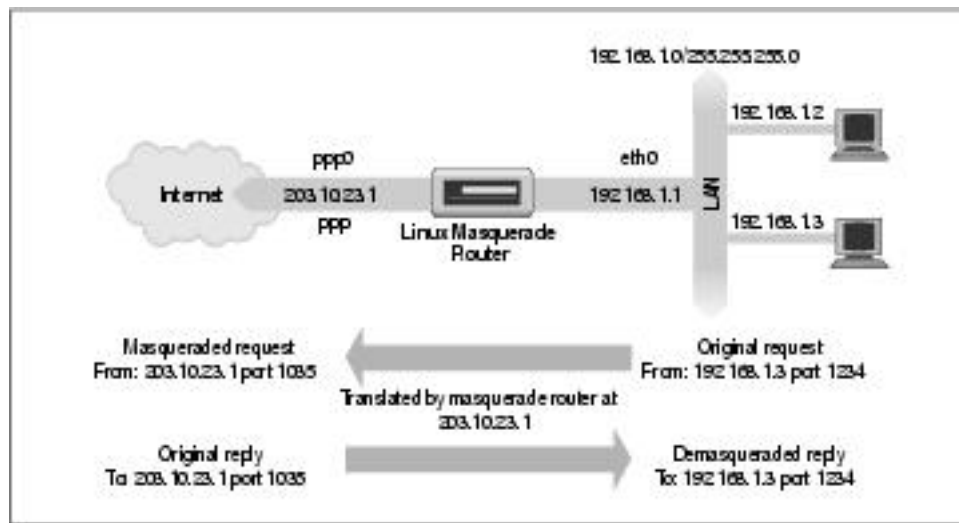 192.168.1.0/255.255.255.0
192.168.1.2
ppp0
eth0
Internet
203.10.23.1
192.168.1.1
LAN
PPP
192.168.1.3
Linux Masquerade
Router
Masqueraded request
From: 203.10.23.1 port 1035
Original request
From: 192.168.1.3 port 1234
Translated by masquerade router at
203.10.23.1
Original reply
To: 203.10.23.1 port 1035
Demasqueraded reply
To: 192.168.1.3 port 1234